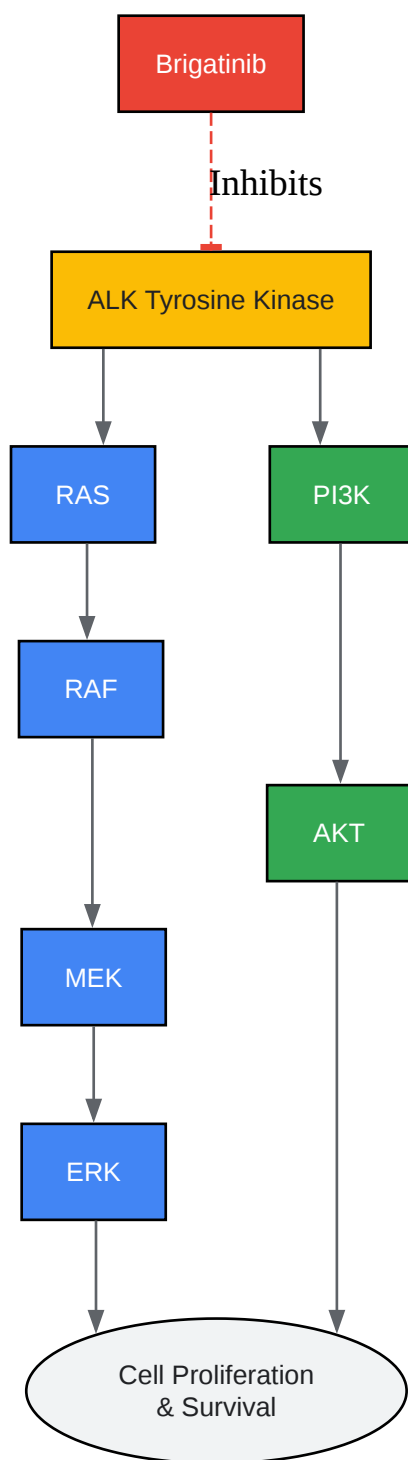 Brigatinib
Inhibits
ALK Tyrosine Kinase
RAS
PI3K
RAF
AKT
MEK
ERK
Cell Proliferation
& Survival